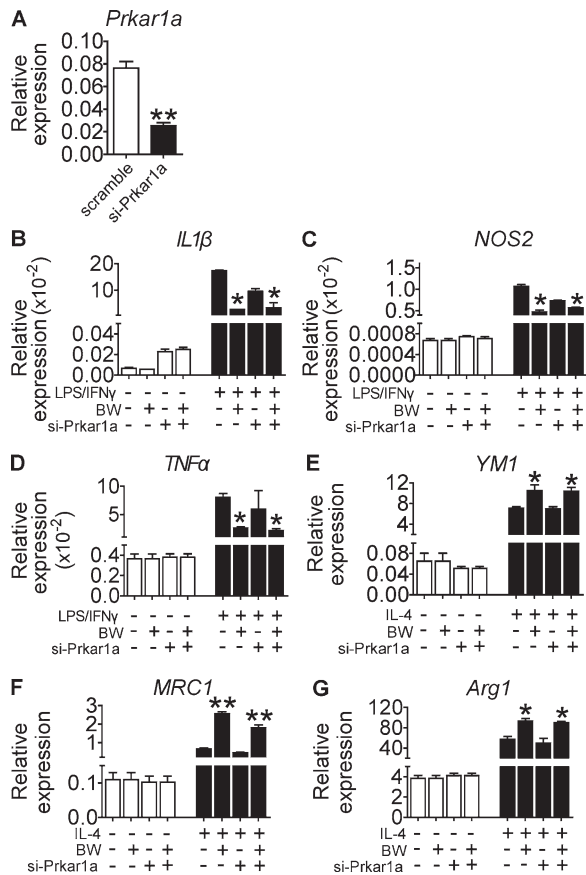 A
Prkar1a
Relative expression
0.10
0.08
0.06
0.04
0.02
0.00
**
scramble
si-Prkar1a
B
IL1β
Relative expression (x10⁻²)
20
10
0.04
0.02
0.00
* *
LPS/IFNγ - - - - + + + +
BW - + - + - + - +
si-Prkar1a - - + + - - + +
C
NOS2
Relative expression (x10⁻²)
1.5
1.0
0.5
0.0008
0.0004
0.0000
* *
LPS/IFNγ - - - - + + + +
BW - + - + - + - +
si-Prkar1a - - + + - - + +
D
TNFα
Relative expression (x10⁻²)
10
5
0.4
0.2
0.0
* *
LPS/IFNγ - - - - + + + +
BW - + - + - + - +
si-Prkar1a - - + + - - + +
E
YM1
Relative expression
12
8
4
0.08
0.04
0.00
* *
IL-4 - - - - + + + +
BW - + - + - + - +
si-Prkar1a - - + + - - + +
F
MRC1
Relative expression
3
2
1
0.1
0.0
** **
IL-4 - - - - + + + +
BW - + - + - + - +
si-Prkar1a - - + + - - + +
G
Arg1
Relative expression
120
80
40
4
2
0
* *
IL-4 - - - - + + + +
BW - + - + - + - +
si-Prkar1a - - + + - - + +